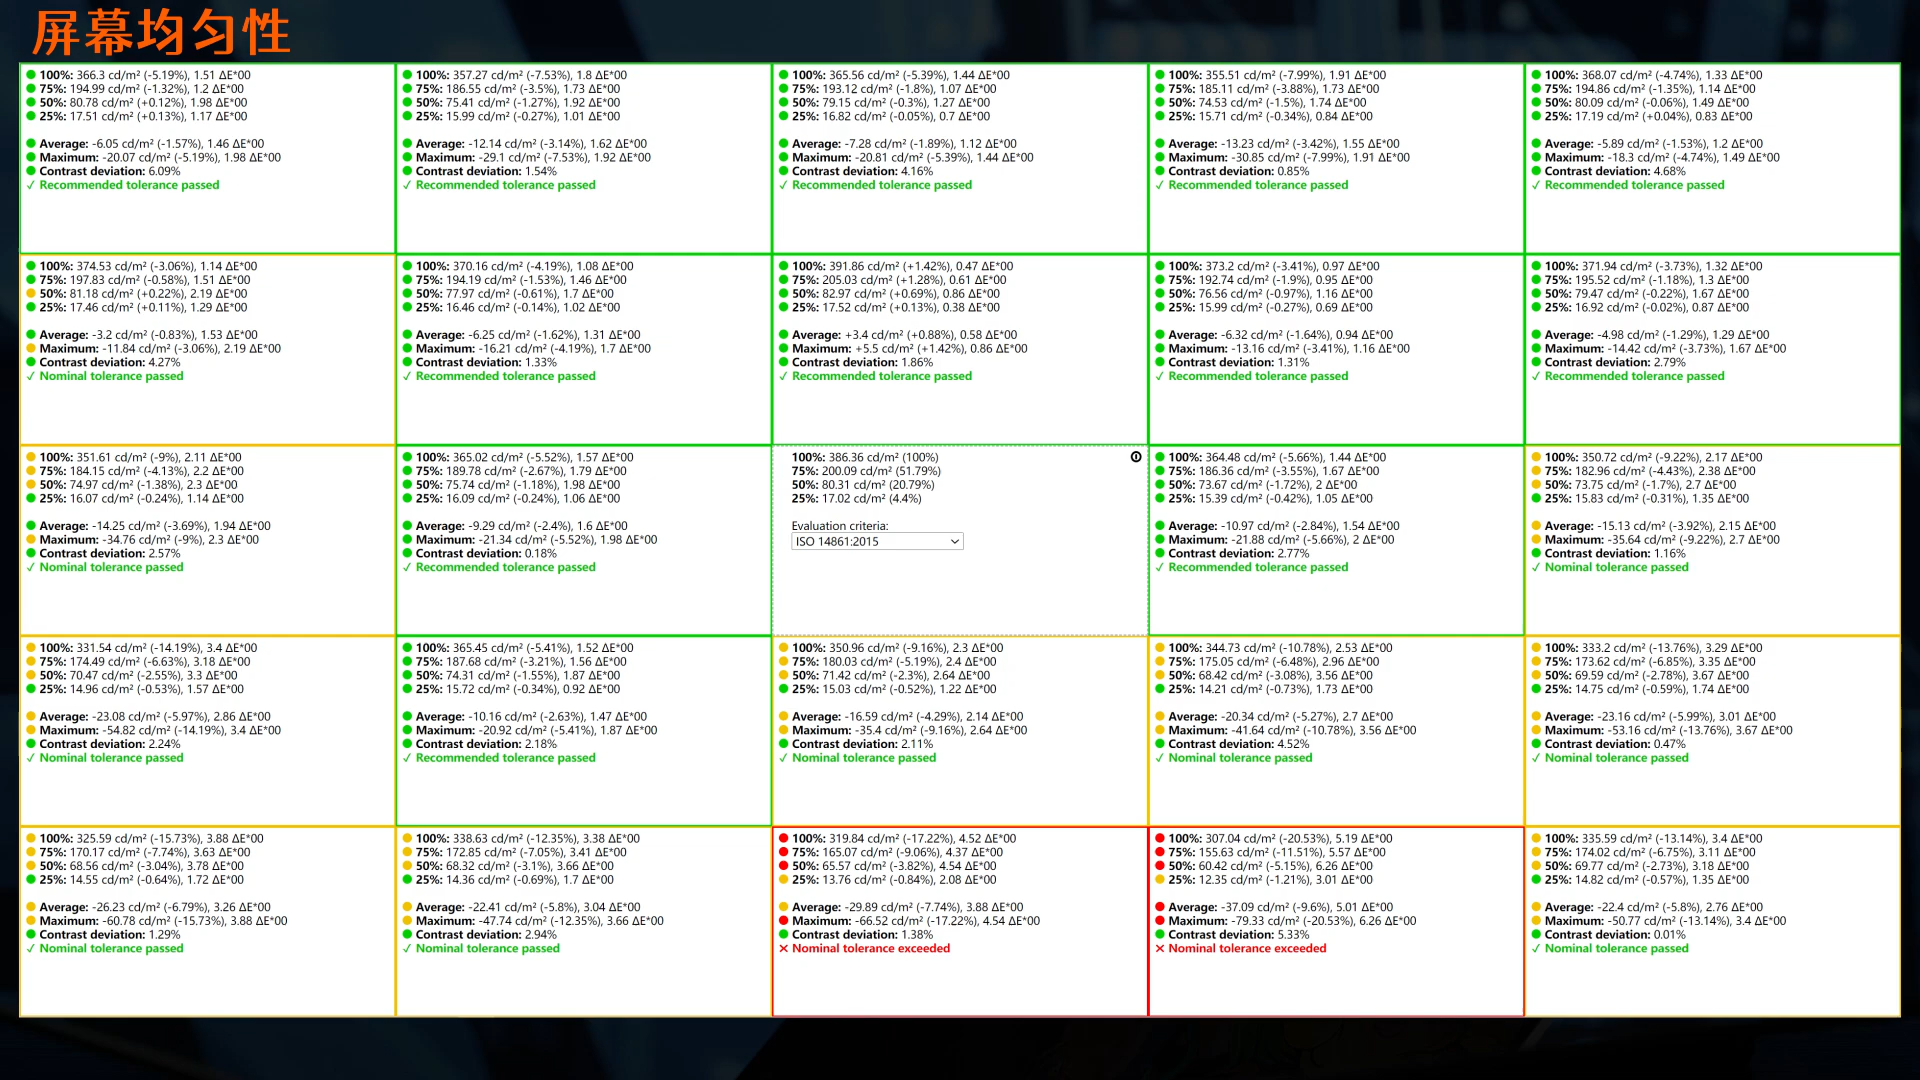 屏幕均匀性
100%: 366.3 cd/m² (-5.19%), 1.51 ΔE*00
75%: 194.99 cd/m² (-1.32%), 1.2 ΔE*00
50%: 80.78 cd/m² (+0.12%), 1.98 ΔE*00
25%: 17.51 cd/m² (+0.13%), 1.17 ΔE*00
Average: -6.05 cd/m² (-1.57%), 1.46 ΔE*00
Maximum: -20.07 cd/m² (-5.19%), 1.98 ΔE*00
Contrast deviation: 6.09%
✓ Recommended tolerance passed
100%: 357.27 cd/m² (-7.53%), 1.8 ΔE*00
75%: 186.55 cd/m² (-3.5%), 1.73 ΔE*00
50%: 75.41 cd/m² (-1.27%), 1.92 ΔE*00
25%: 15.99 cd/m² (-0.27%), 1.01 ΔE*00
Average: -12.14 cd/m² (-3.14%), 1.62 ΔE*00
Maximum: -29.1 cd/m² (-7.53%), 1.92 ΔE*00
Contrast deviation: 1.54%
✓ Recommended tolerance passed
100%: 365.56 cd/m² (-5.39%), 1.44 ΔE*00
75%: 193.12 cd/m² (-1.8%), 1.07 ΔE*00
50%: 79.15 cd/m² (-0.3%), 1.27 ΔE*00
25%: 16.82 cd/m² (-0.05%), 0.7 ΔE*00
Average: -7.28 cd/m² (-1.89%), 1.12 ΔE*00
Maximum: -20.81 cd/m² (-5.39%), 1.44 ΔE*00
Contrast deviation: 4.16%
✓ Recommended tolerance passed
100%: 355.51 cd/m² (-7.99%), 1.91 ΔE*00
75%: 185.11 cd/m² (-3.88%), 1.73 ΔE*00
50%: 74.53 cd/m² (-1.5%), 1.74 ΔE*00
25%: 15.71 cd/m² (-0.34%), 0.84 ΔE*00
Average: -13.23 cd/m² (-3.42%), 1.55 ΔE*00
Maximum: -30.85 cd/m² (-7.99%), 1.91 ΔE*00
Contrast deviation: 0.85%
✓ Recommended tolerance passed
100%: 368.07 cd/m² (-4.74%), 1.33 ΔE*00
75%: 194.86 cd/m² (-1.35%), 1.14 ΔE*00
50%: 80.09 cd/m² (-0.06%), 1.49 ΔE*00
25%: 17.19 cd/m² (+0.04%), 0.83 ΔE*00
Average: -5.89 cd/m² (-1.53%), 1.2 ΔE*00
Maximum: -18.3 cd/m² (-4.74%), 1.49 ΔE*00
Contrast deviation: 4.68%
✓ Recommended tolerance passed
100%: 374.53 cd/m² (-3.06%), 1.14 ΔE*00
75%: 197.83 cd/m² (-0.58%), 1.51 ΔE*00
50%: 81.18 cd/m² (+0.22%), 2.19 ΔE*00
25%: 17.46 cd/m² (+0.11%), 1.29 ΔE*00
Average: -3.2 cd/m² (-0.83%), 1.53 ΔE*00
Maximum: -11.84 cd/m² (-3.06%), 2.19 ΔE*00
Contrast deviation: 4.27%
✓ Nominal tolerance passed
100%: 370.16 cd/m² (-4.19%), 1.08 ΔE*00
75%: 194.19 cd/m² (-1.53%), 1.46 ΔE*00
50%: 77.97 cd/m² (-0.61%), 1.7 ΔE*00
25%: 16.46 cd/m² (-0.14%), 1.02 ΔE*00
Average: -6.25 cd/m² (-1.62%), 1.31 ΔE*00
Maximum: -16.21 cd/m² (-4.19%), 1.7 ΔE*00
Contrast deviation: 1.33%
✓ Recommended tolerance passed
100%: 391.86 cd/m² (+1.42%), 0.47 ΔE*00
75%: 205.03 cd/m² (+1.28%), 0.61 ΔE*00
50%: 82.97 cd/m² (+0.69%), 0.86 ΔE*00
25%: 17.52 cd/m² (+0.13%), 0.38 ΔE*00
Average: +3.4 cd/m² (+0.88%), 0.58 ΔE*00
Maximum: +5.5 cd/m² (+1.42%), 0.86 ΔE*00
Contrast deviation: 1.86%
✓ Recommended tolerance passed
100%: 373.2 cd/m² (-3.41%), 0.97 ΔE*00
75%: 192.74 cd/m² (-1.9%), 0.95 ΔE*00
50%: 76.56 cd/m² (-0.97%), 1.16 ΔE*00
25%: 15.99 cd/m² (-0.27%), 0.69 ΔE*00
Average: -6.32 cd/m² (-1.64%), 0.94 ΔE*00
Maximum: -13.16 cd/m² (-3.41%), 1.16 ΔE*00
Contrast deviation: 1.31%
✓ Recommended tolerance passed
100%: 371.94 cd/m² (-3.73%), 1.32 ΔE*00
75%: 195.52 cd/m² (-1.18%), 1.3 ΔE*00
50%: 79.47 cd/m² (-0.22%), 1.67 ΔE*00
25%: 16.92 cd/m² (-0.02%), 0.87 ΔE*00
Average: -4.98 cd/m² (-1.29%), 1.29 ΔE*00
Maximum: -14.42 cd/m² (-3.73%), 1.67 ΔE*00
Contrast deviation: 2.79%
✓ Recommended tolerance passed
100%: 351.61 cd/m² (-9%), 2.11 ΔE*00
75%: 184.15 cd/m² (-4.13%), 2.2 ΔE*00
50%: 74.97 cd/m² (-1.38%), 2.3 ΔE*00
25%: 16.07 cd/m² (-0.24%), 1.14 ΔE*00
Average: -14.25 cd/m² (-3.69%), 1.94 ΔE*00
Maximum: -34.76 cd/m² (-9%), 2.3 ΔE*00
Contrast deviation: 2.57%
✓ Nominal tolerance passed
100%: 365.02 cd/m² (-5.52%), 1.57 ΔE*00
75%: 189.78 cd/m² (-2.67%), 1.79 ΔE*00
50%: 75.74 cd/m² (-1.18%), 1.98 ΔE*00
25%: 16.09 cd/m² (-0.24%), 1.06 ΔE*00
Average: -9.29 cd/m² (-2.4%), 1.6 ΔE*00
Maximum: -21.34 cd/m² (-5.52%), 1.98 ΔE*00
Contrast deviation: 0.18%
✓ Recommended tolerance passed
100%: 386.36 cd/m² (100%)
75%: 200.09 cd/m² (51.79%)
50%: 80.31 cd/m² (20.79%)
25%: 17.02 cd/m² (4.4%)
Evaluation criteria:
ISO 14861:2015
100%: 364.48 cd/m² (-5.66%), 1.44 ΔE*00
75%: 186.36 cd/m² (-3.55%), 1.67 ΔE*00
50%: 73.67 cd/m² (-1.72%), 2 ΔE*00
25%: 15.39 cd/m² (-0.42%), 1.05 ΔE*00
Average: -10.97 cd/m² (-2.84%), 1.54 ΔE*00
Maximum: -21.88 cd/m² (-5.66%), 2 ΔE*00
Contrast deviation: 2.77%
✓ Recommended tolerance passed
100%: 350.72 cd/m² (-9.22%), 2.17 ΔE*00
75%: 182.96 cd/m² (-4.43%), 2.38 ΔE*00
50%: 73.75 cd/m² (-1.7%), 2.7 ΔE*00
25%: 15.83 cd/m² (-0.31%), 1.35 ΔE*00
Average: -15.13 cd/m² (-3.92%), 2.15 ΔE*00
Maximum: -35.64 cd/m² (-9.22%), 2.7 ΔE*00
Contrast deviation: 1.16%
✓ Nominal tolerance passed
100%: 331.54 cd/m² (-14.19%), 3.4 ΔE*00
75%: 174.49 cd/m² (-6.63%), 3.18 ΔE*00
50%: 70.47 cd/m² (-2.55%), 3.3 ΔE*00
25%: 14.96 cd/m² (-0.53%), 1.57 ΔE*00
Average: -23.08 cd/m² (-5.97%), 2.86 ΔE*00
Maximum: -54.82 cd/m² (-14.19%), 3.4 ΔE*00
Contrast deviation: 2.24%
✓ Nominal tolerance passed
100%: 365.45 cd/m² (-5.41%), 1.52 ΔE*00
75%: 187.68 cd/m² (-3.21%), 1.56 ΔE*00
50%: 74.31 cd/m² (-1.55%), 1.87 ΔE*00
25%: 15.72 cd/m² (-0.34%), 0.92 ΔE*00
Average: -10.16 cd/m² (-2.63%), 1.47 ΔE*00
Maximum: -20.92 cd/m² (-5.41%), 1.87 ΔE*00
Contrast deviation: 2.18%
✓ Recommended tolerance passed
100%: 350.96 cd/m² (-9.16%), 2.3 ΔE*00
75%: 180.03 cd/m² (-5.19%), 2.4 ΔE*00
50%: 71.42 cd/m² (-2.3%), 2.64 ΔE*00
25%: 15.03 cd/m² (-0.52%), 1.22 ΔE*00
Average: -16.59 cd/m² (-4.29%), 2.14 ΔE*00
Maximum: -35.4 cd/m² (-9.16%), 2.64 ΔE*00
Contrast deviation: 2.11%
✓ Nominal tolerance passed
100%: 344.73 cd/m² (-10.78%), 2.53 ΔE*00
75%: 175.05 cd/m² (-6.48%), 2.96 ΔE*00
50%: 68.42 cd/m² (-3.08%), 3.56 ΔE*00
25%: 14.21 cd/m² (-0.73%), 1.73 ΔE*00
Average: -20.34 cd/m² (-5.27%), 2.7 ΔE*00
Maximum: -41.64 cd/m² (-10.78%), 3.56 ΔE*00
Contrast deviation: 4.52%
✓ Nominal tolerance passed
100%: 333.2 cd/m² (-13.76%), 3.29 ΔE*00
75%: 173.62 cd/m² (-6.85%), 3.35 ΔE*00
50%: 69.59 cd/m² (-2.78%), 3.67 ΔE*00
25%: 14.75 cd/m² (-0.59%), 1.74 ΔE*00
Average: -23.16 cd/m² (-5.99%), 3.01 ΔE*00
Maximum: -53.16 cd/m² (-13.76%), 3.67 ΔE*00
Contrast deviation: 0.47%
✓ Nominal tolerance passed
100%: 325.59 cd/m² (-15.73%), 3.88 ΔE*00
75%: 170.17 cd/m² (-7.74%), 3.63 ΔE*00
50%: 68.56 cd/m² (-3.04%), 3.78 ΔE*00
25%: 14.55 cd/m² (-0.64%), 1.72 ΔE*00
Average: -26.23 cd/m² (-6.79%), 3.26 ΔE*00
Maximum: -60.78 cd/m² (-15.73%), 3.88 ΔE*00
Contrast deviation: 1.29%
✓ Nominal tolerance passed
100%: 338.63 cd/m² (-12.35%), 3.38 ΔE*00
75%: 172.85 cd/m² (-7.05%), 3.41 ΔE*00
50%: 68.32 cd/m² (-3.1%), 3.66 ΔE*00
25%: 14.36 cd/m² (-0.69%), 1.7 ΔE*00
Average: -22.41 cd/m² (-5.8%), 3.04 ΔE*00
Maximum: -47.74 cd/m² (-12.35%), 3.66 ΔE*00
Contrast deviation: 2.94%
✓ Nominal tolerance passed
100%: 319.84 cd/m² (-17.22%), 4.52 ΔE*00
75%: 165.07 cd/m² (-9.06%), 4.37 ΔE*00
50%: 65.57 cd/m² (-3.82%), 4.54 ΔE*00
25%: 13.76 cd/m² (-0.84%), 2.08 ΔE*00
Average: -29.89 cd/m² (-7.74%), 3.88 ΔE*00
Maximum: -66.52 cd/m² (-17.22%), 4.54 ΔE*00
Contrast deviation: 1.38%
✕ Nominal tolerance exceeded
100%: 307.04 cd/m² (-20.53%), 5.19 ΔE*00
75%: 155.63 cd/m² (-11.51%), 5.57 ΔE*00
50%: 60.42 cd/m² (-5.15%), 6.26 ΔE*00
25%: 12.35 cd/m² (-1.21%), 3.01 ΔE*00
Average: -37.09 cd/m² (-9.6%), 5.01 ΔE*00
Maximum: -79.33 cd/m² (-20.53%), 6.26 ΔE*00
Contrast deviation: 5.33%
✕ Nominal tolerance exceeded
100%: 335.59 cd/m² (-13.14%), 3.4 ΔE*00
75%: 174.02 cd/m² (-6.75%), 3.11 ΔE*00
50%: 69.77 cd/m² (-2.73%), 3.18 ΔE*00
25%: 14.82 cd/m² (-0.57%), 1.35 ΔE*00
Average: -22.4 cd/m² (-5.8%), 2.76 ΔE*00
Maximum: -50.77 cd/m² (-13.14%), 3.4 ΔE*00
Contrast deviation: 0.01%
✓ Nominal tolerance passed